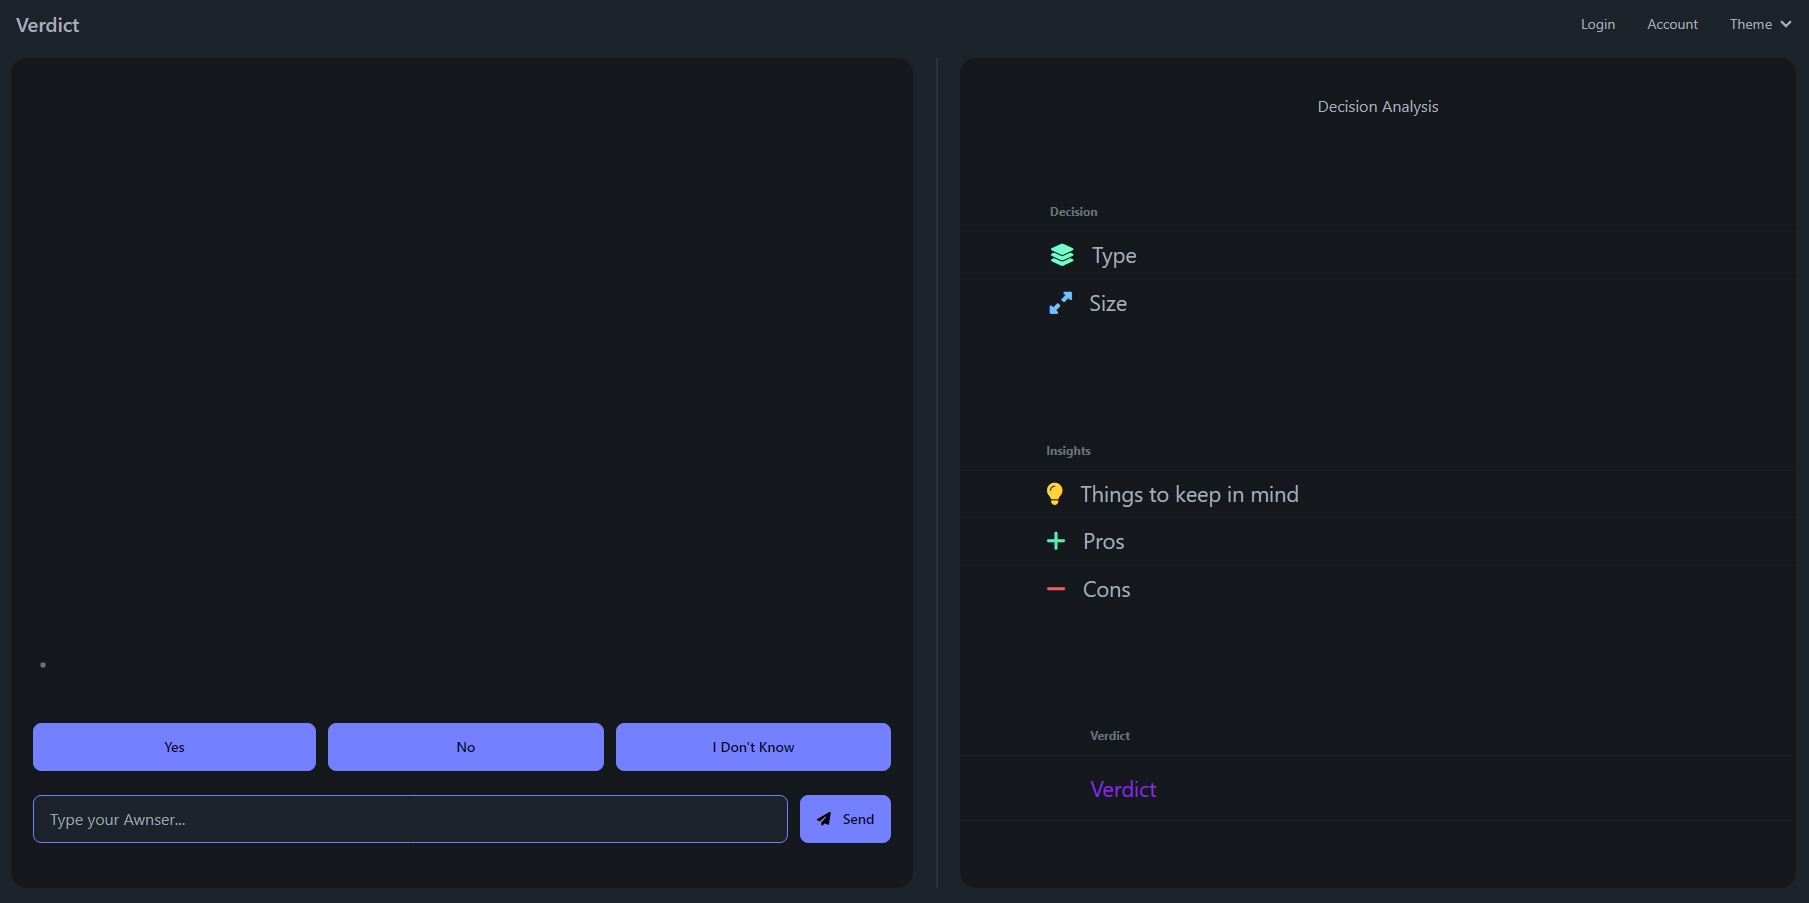 Verdict
Login Account Theme
Decision Analysis
Decision
Type
Size
Insights
Things to keep in mind
Pros
Cons
Verdict
Verdict
Yes No I Don't Know
Type your Awnser...
Send